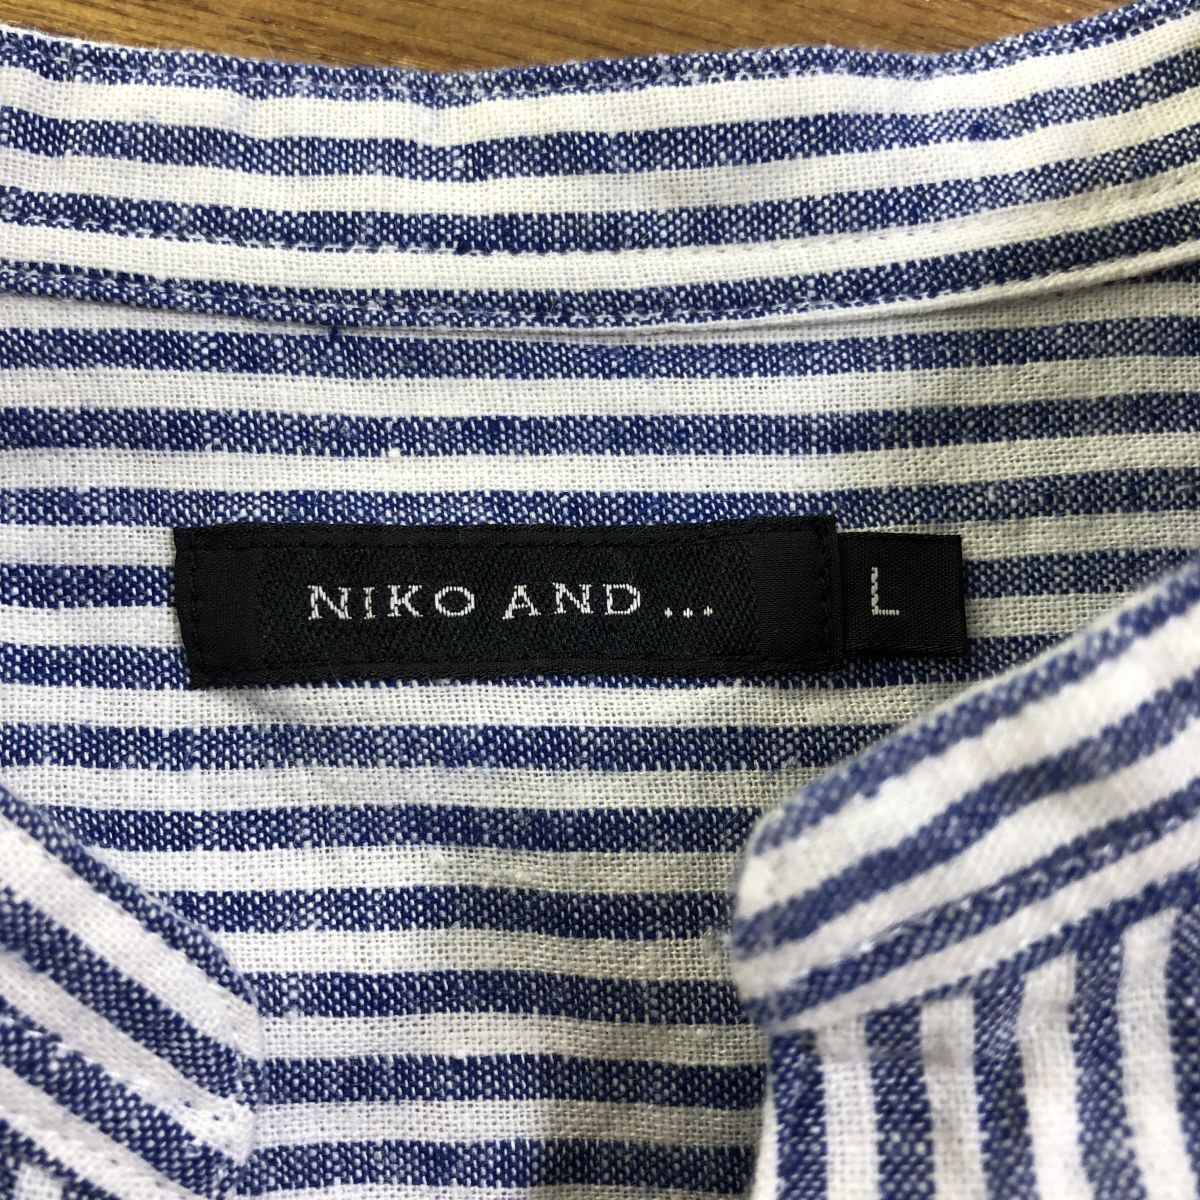 NIKO AND ...
L